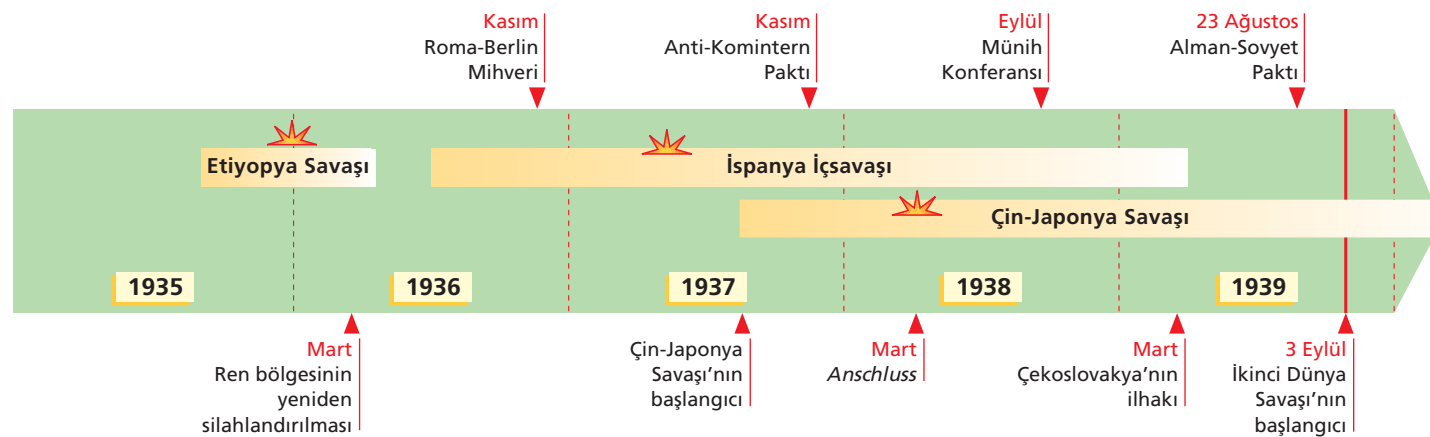 Kasım
Roma-Berlin
Mihveri
Kasım
Anti-Komintern
Paktı
Eylül
Münih
Konferansı
23 Ağustos
Alman-Sovyet
Paktı
Etiyopya Savaşı
İspanya İçsavaşı
Çin-Japonya Savaşı
1935
1936
1937
1938
1939
Mart
Ren bölgesinin
yeniden
silahlandırılması
Çin-Japonya
Savaşı’nın
başlangıcı
Mart
Anschluss
Mart
Çekoslovakya’nın
ilhakı
3 Eylül
İkinci Dünya
Savaşı’nın
başlangıcı